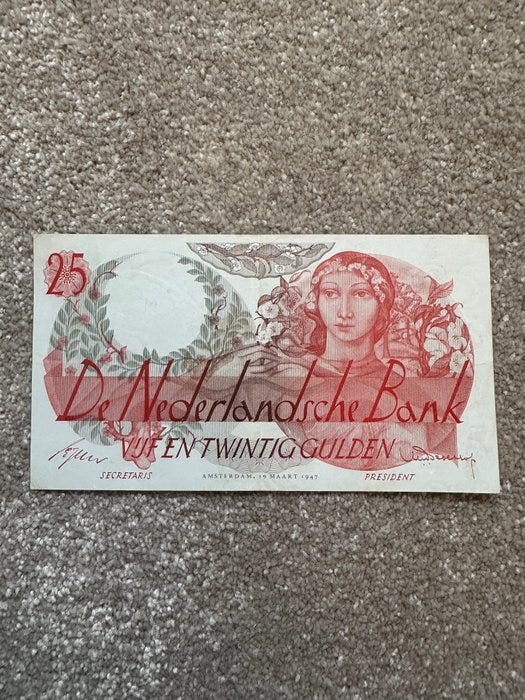 25
De Nederlandsche Bank
VIJF EN TWINTIG GULDEN
SECRETARIS AMSTERDAM, 19 MAART 1947 PRESIDENT